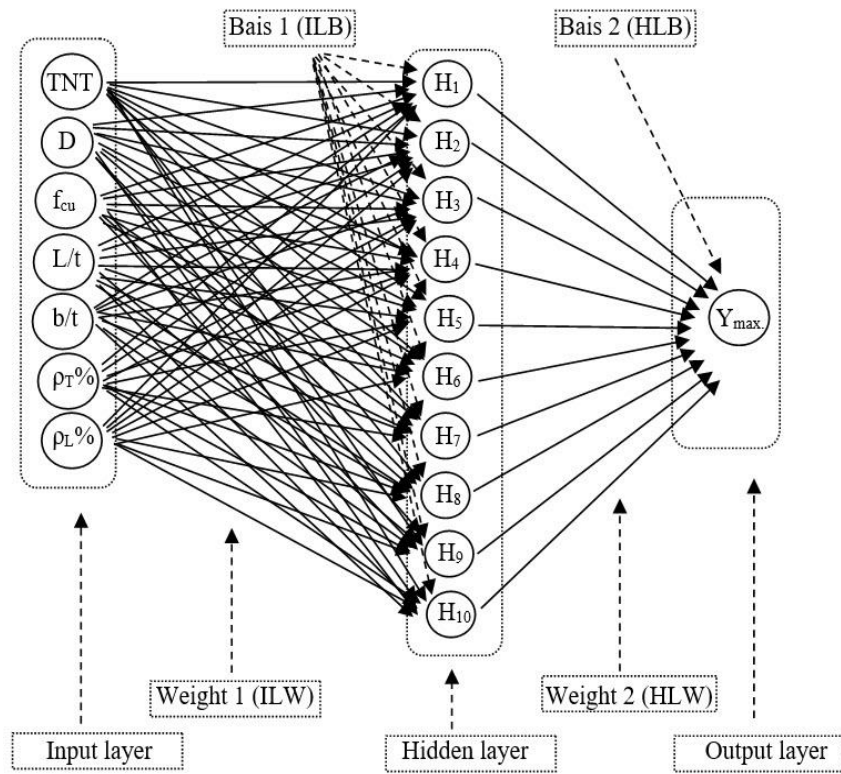 Bais 1 (ILB)
Bais 2 (HLB)
TNT
D
fcu
L/t
b/t
ρT%
ρL%
H1
H2
H3
H4
H5
H6
H7
H8
H9
H10
Ymax.
Weight 1 (ILW)
Weight 2 (HLW)
Input layer
Hidden layer
Output layer